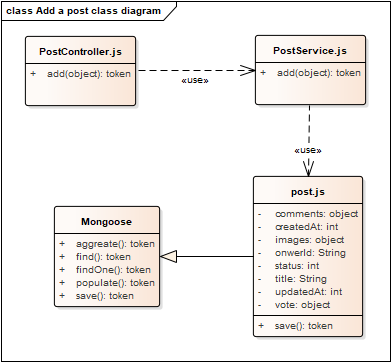 class Add a post class diagram
PostController.js
+ add(object): token
PostService.js
+ add(object): token
«use»
«use»
Mongoose
+ aggreate(): token
+ find(): token
+ findOne(): token
+ populate(): token
+ save(): token
post.js
- comments: object
- createdAt: int
- images: object
- onwerId: String
- status: int
- title: String
- updatedAt: int
- vote: object
+ save(): token